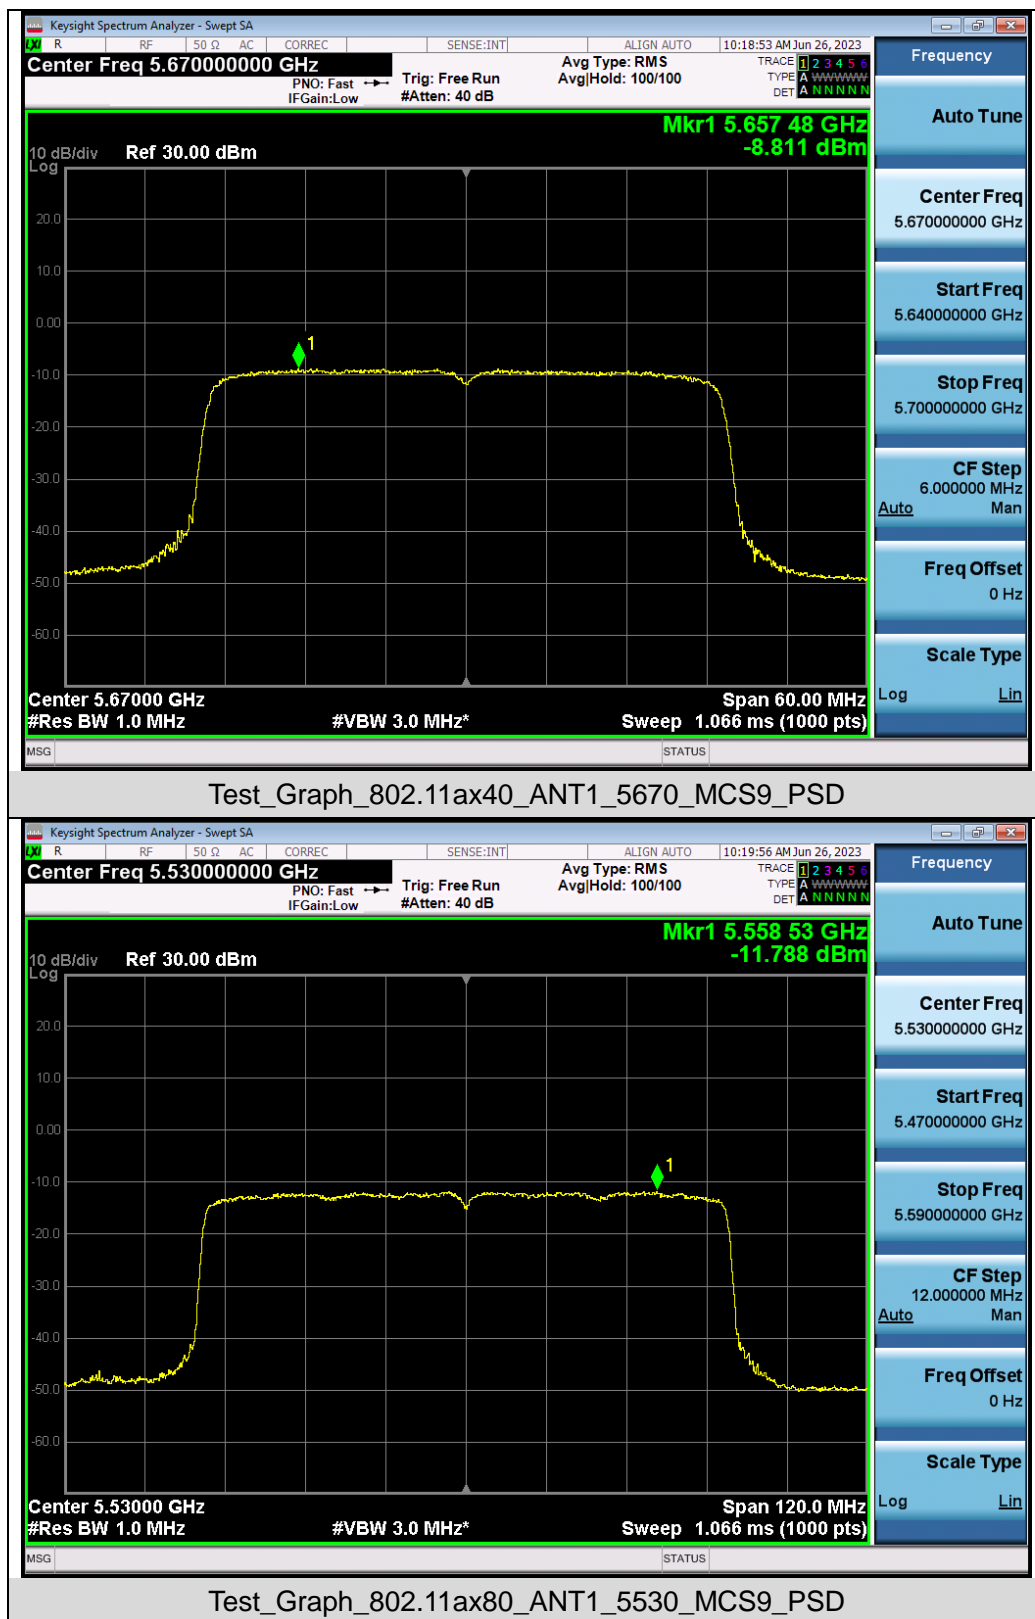 Keysight Spectrum Analyzer - Swept SA
LXI R RF 50 Ω AC CORREC SENSE:INT ALIGN AUTO 10:18:53 AM Jun 26, 2023
Center Freq 5.670000000 GHz
PNO: Fast
IFGain:Low
Trig: Free Run
#Atten: 40 dB
Avg Type: RMS
Avg|Hold: 100/100
TRACE 1 2 3 4 5 6
TYPE A WWWWW
DET A N N N N N
Mkr1 5.657 48 GHz
-8.811 dBm
10 dB/div Ref 30.00 dBm
Log
20.0
10.0
0.00
1
-10.0
-20.0
-30.0
-40.0
-50.0
-60.0
Center 5.67000 GHz Span 60.00 MHz
#Res BW 1.0 MHz #VBW 3.0 MHz* Sweep 1.066 ms (1000 pts)
MSG STATUS
Frequency
Auto Tune
Center Freq
5.670000000 GHz
Start Freq
5.640000000 GHz
Stop Freq
5.700000000 GHz
CF Step
6.000000 MHz
Auto Man
Freq Offset
0 Hz
Scale Type
Log Lin
Test_Graph_802.11ax40_ANT1_5670_MCS9_PSD
Keysight Spectrum Analyzer - Swept SA
LXI R RF 50 Ω AC CORREC SENSE:INT ALIGN AUTO 10:19:56 AM Jun 26, 2023
Center Freq 5.530000000 GHz
PNO: Fast
IFGain:Low
Trig: Free Run
#Atten: 40 dB
Avg Type: RMS
Avg|Hold: 100/100
TRACE 1 2 3 4 5 6
TYPE A WWWWW
DET A N N N N N
Mkr1 5.558 53 GHz
-11.788 dBm
10 dB/div Ref 30.00 dBm
Log
20.0
10.0
0.00
1
-10.0
-20.0
-30.0
-40.0
-50.0
-60.0
Center 5.53000 GHz Span 120.0 MHz
#Res BW 1.0 MHz #VBW 3.0 MHz* Sweep 1.066 ms (1000 pts)
MSG STATUS
Frequency
Auto Tune
Center Freq
5.530000000 GHz
Start Freq
5.470000000 GHz
Stop Freq
5.590000000 GHz
CF Step
12.000000 MHz
Auto Man
Freq Offset
0 Hz
Scale Type
Log Lin
Test_Graph_802.11ax80_ANT1_5530_MCS9_PSD